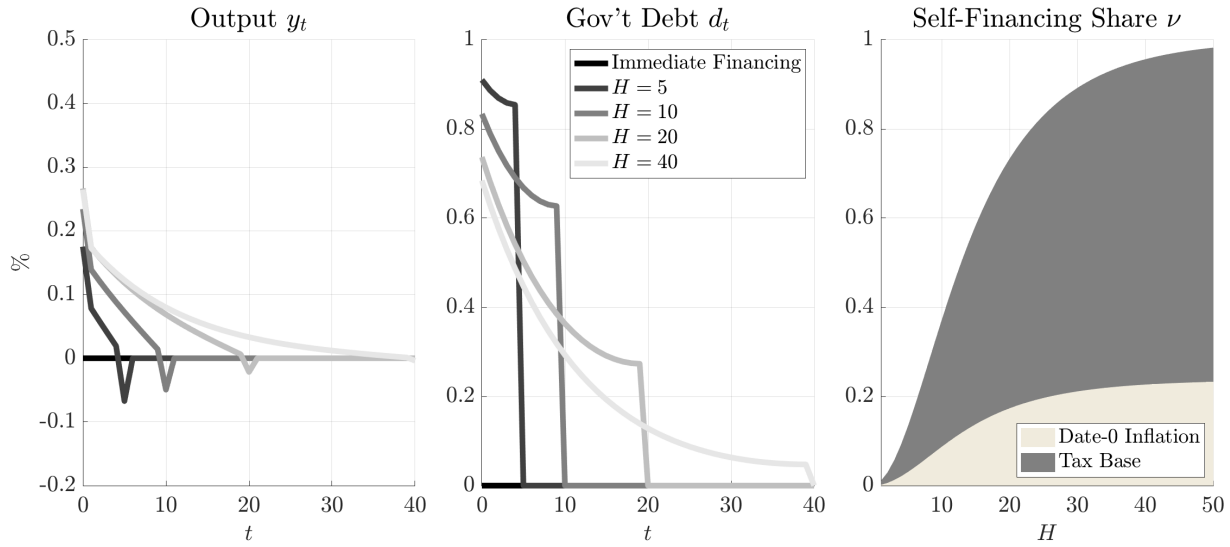 Output y_t
Gov't Debt d_t
Self-Financing Share ν
%
0.5
0.4
0.3
0.2
0.1
0
-0.1
-0.2
0
10
20
30
40
t
1
0.8
0.6
0.4
0.2
0
0
10
20
30
40
t
Immediate Financing
H = 5
H = 10
H = 20
H = 40
1
0.8
0.6
0.4
0.2
0
10
20
30
40
50
H
Date-0 Inflation
Tax Base